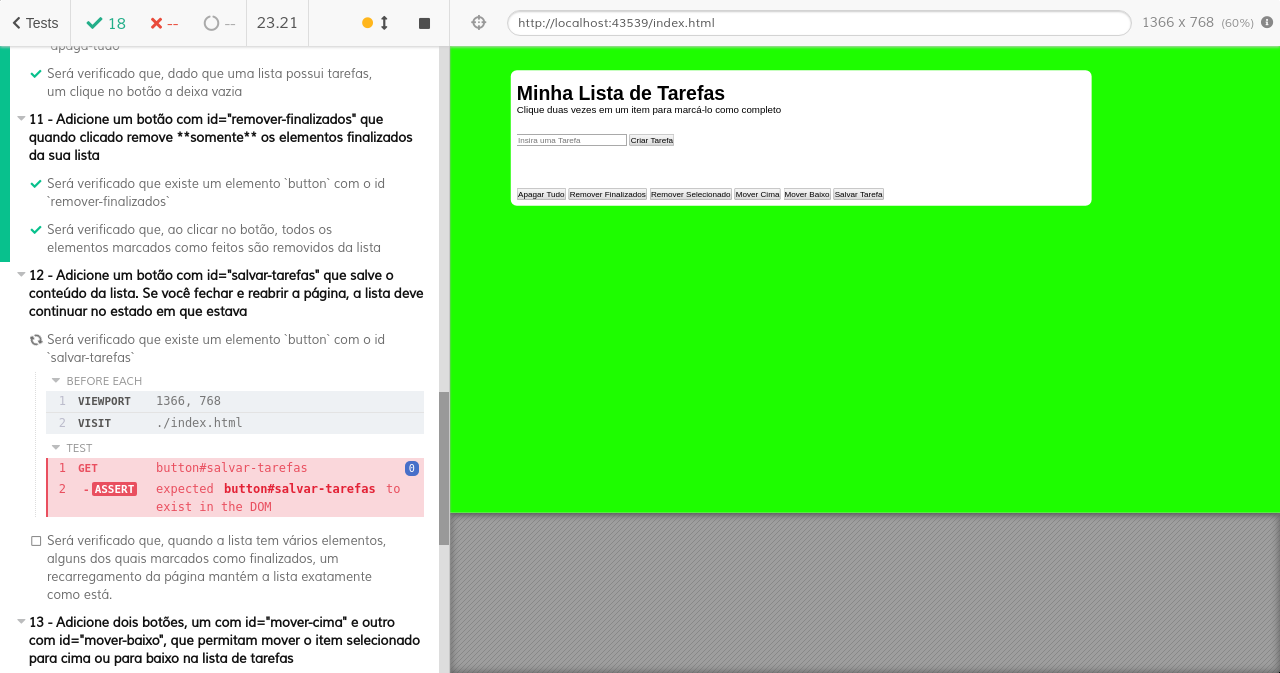 Tests
18
--
--
23.21
http://localhost:43539/index.html
1366 x 768 (60%)
`apaga-tudo`
Será verificado que, dado que uma lista possui tarefas,
um clique no botão a deixa vazia
11 - Adicione um botão com id="remover-finalizados" que
quando clicado remove **somente** os elementos finalizados
da sua lista
Será verificado que existe um elemento `button` com o id
`remover-finalizados`
Será verificado que, ao clicar no botão, todos os
elementos marcados como feitos são removidos da lista
12 - Adicione um botão com id="salvar-tarefas" que salve o
conteúdo da lista. Se você fechar e reabrir a página, a lista deve
continuar no estado em que estava
Será verificado que existe um elemento `button` com o id
`salvar-tarefas`
BEFORE EACH
1 VIEWPORT 1366, 768
2 VISIT ./index.html
TEST
1 GET button#salvar-tarefas 0
2 -ASSERT expected button#salvar-tarefas to
exist in the DOM
Será verificado que, quando a lista tem vários elementos,
alguns dos quais marcados como finalizados, um
recarregamento da página mantém a lista exatamente
como está.
13 - Adicione dois botões, um com id="mover-cima" e outro
com id="mover-baixo", que permitam mover o item selecionado
para cima ou para baixo na lista de tarefas
Minha Lista de Tarefas
Clique duas vezes em um item para marcá-lo como completo
Insira uma Tarefa Criar Tarefa
Apagar Tudo Remover Finalizados Remover Selecionado Mover Cima Mover Baixo Salvar Tarefa